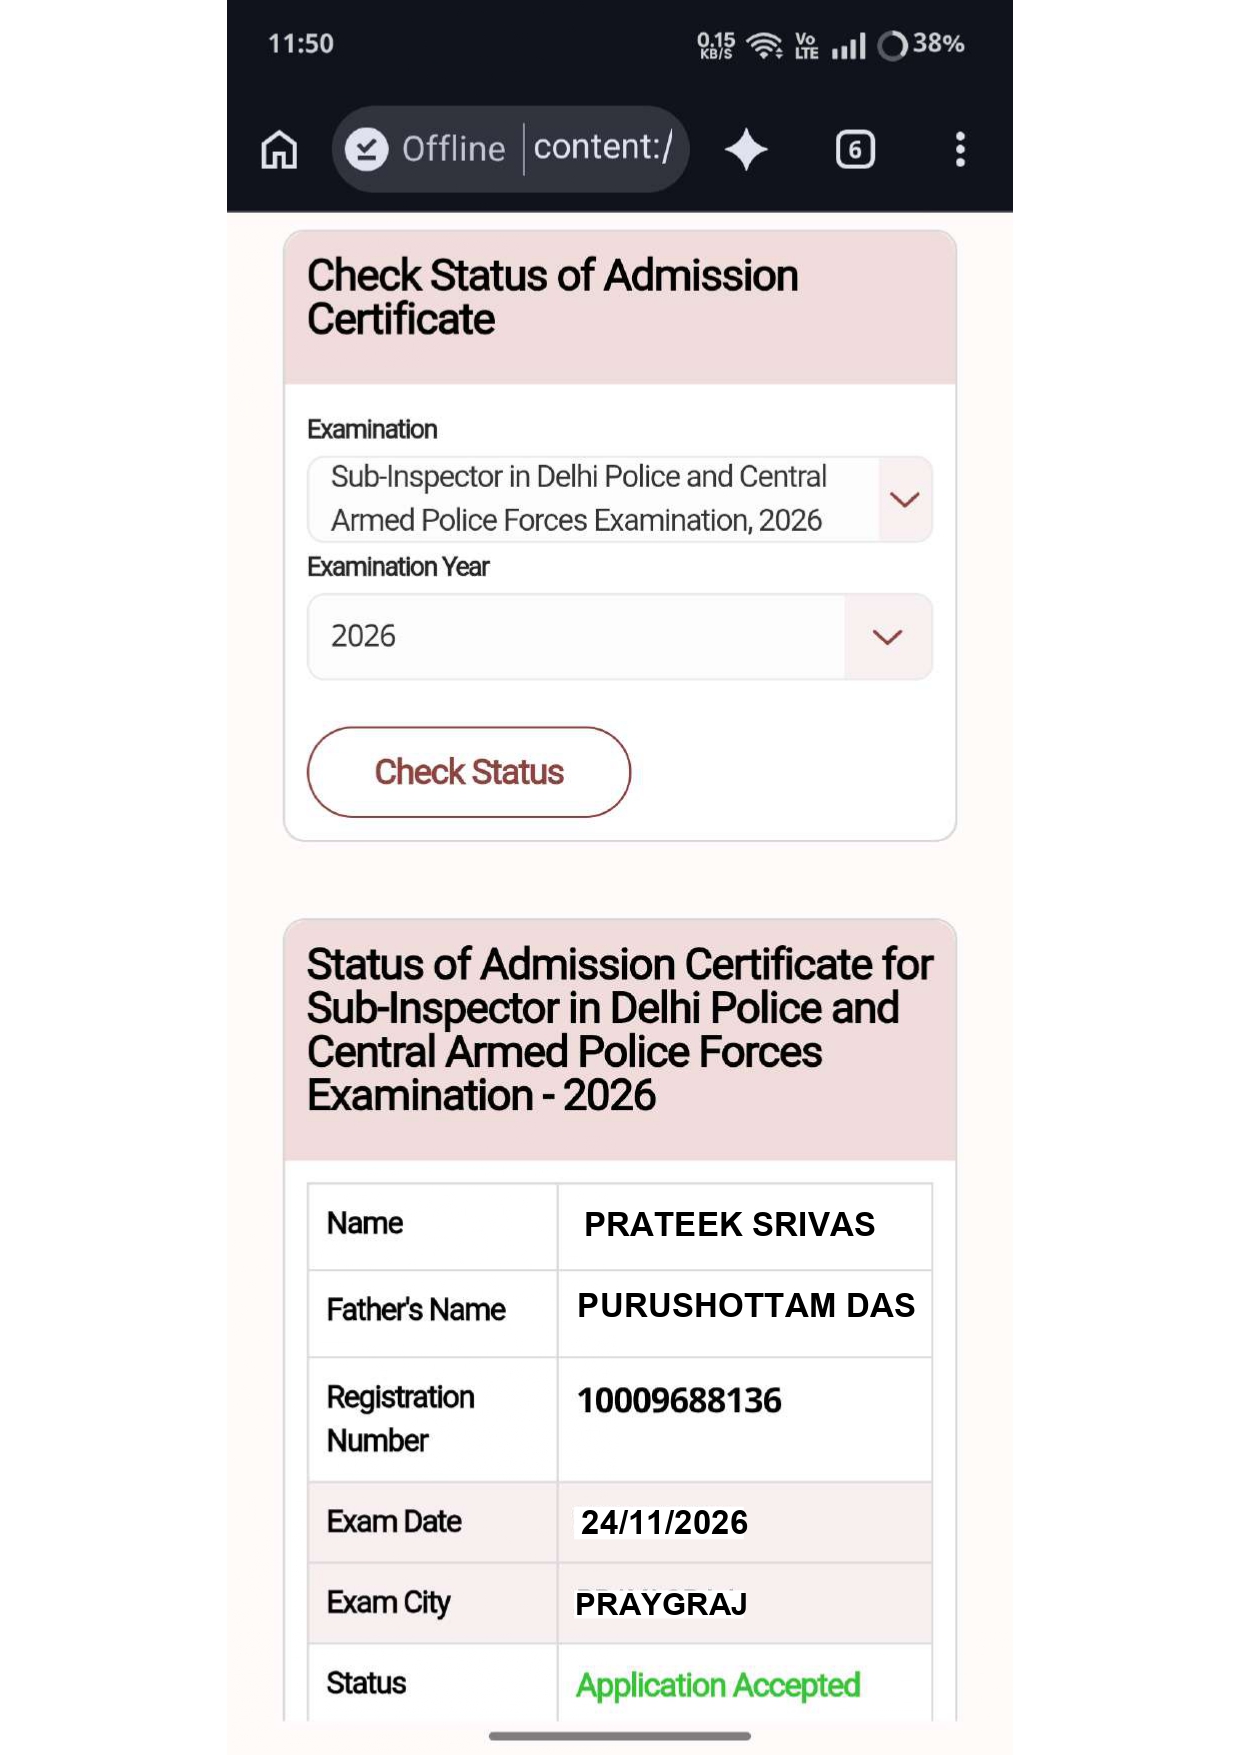 11:50
0.15 KB/S Vo LTE 38%
Offline content:/ 6
Check Status of Admission
Certificate
Examination
Sub-Inspector in Delhi Police and Central
Armed Police Forces Examination, 2026
Examination Year
2026
Check Status
Status of Admission Certificate for
Sub-Inspector in Delhi Police and
Central Armed Police Forces
Examination - 2026
Name PRATEEK SRIVAS
Father's Name PURUSHOTTAM DAS
Registration 10009688136
Number
Exam Date 24/11/2026
Exam City PRAYGRAJ
Status Application Accepted